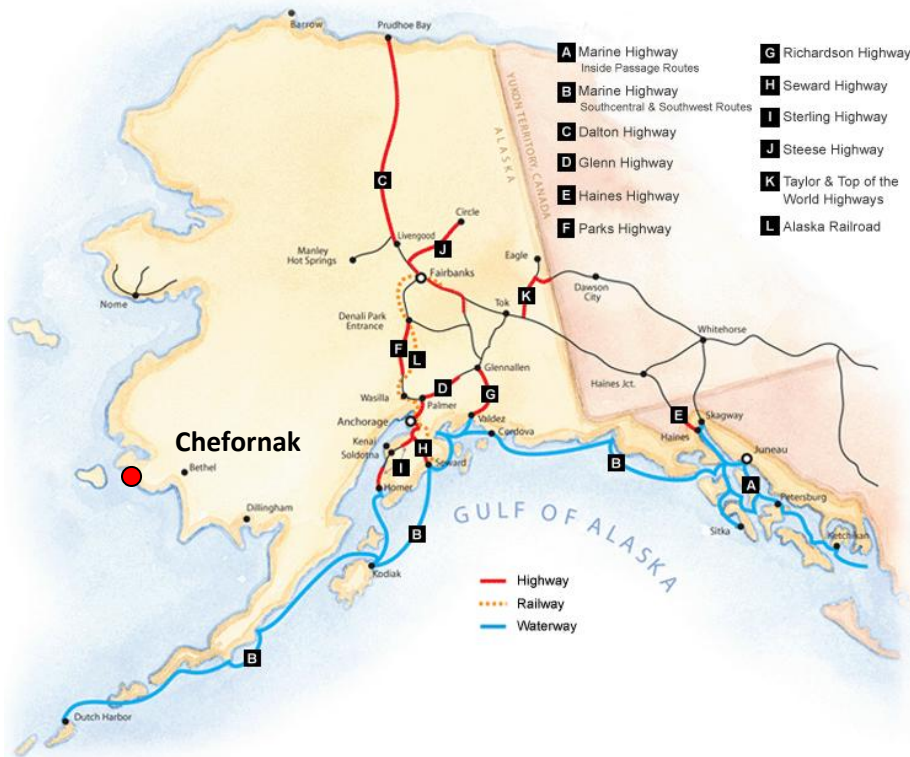 Barrow
Prudhoe Bay
A Marine Highway
Inside Passage Routes
B Marine Highway
Southcentral & Southwest Routes
C Dalton Highway
D Glenn Highway
E Haines Highway
F Parks Highway
G Richardson Highway
H Seward Highway
I Sterling Highway
J Steese Highway
K Taylor & Top of the
World Highways
L Alaska Railroad
YUKON TERRITORY, CANADA
ALASKA
C
Circle
Livengood
J
Manley
Hot Springs
Eagle
Fairbanks
Dawson
City
K
Nome
Tok
Denali Park
Entrance
Whitehorse
F
L
Glennallen
Haines Jct.
D
G
Wasilla
Palmer
E
Skagway
Anchorage
Valdez
Haines
Cordova
Chefornak
Kenai
Soldotna
H
Juneau
I
Seward
B
Bethel
A
Homer
Petersburg
Dillingham
GULF OF ALASKA
Sitka
B
Ketchikan
Kodiak
Highway
Railway
Waterway
B
Dutch Harbor